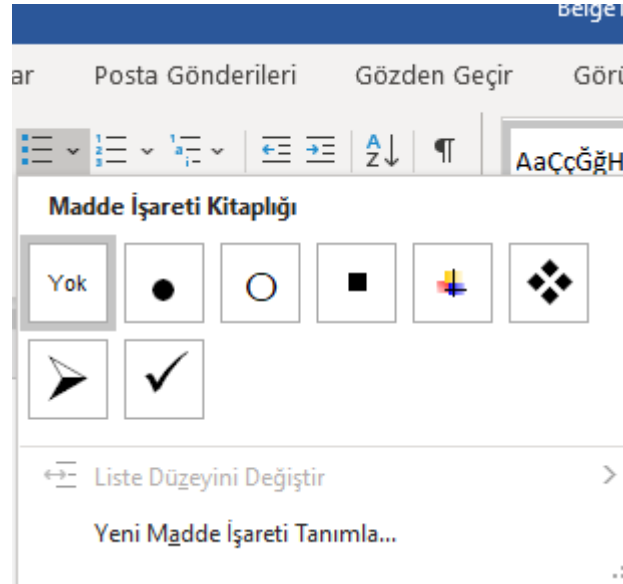 Belge
ar Posta Gönderileri Gözden Geçir Görü
AaÇçĞğH
Madde İşareti Kitaplığı
Yok
Liste Düzeyini Değiştir
Yeni Madde İşareti Tanımla...